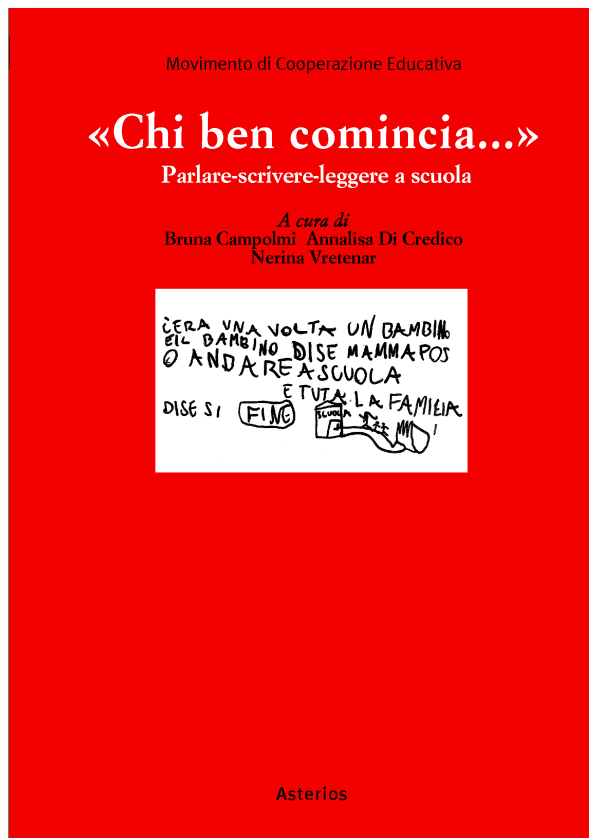 Movimento di Cooperazione Educativa
«Chi ben comincia...»
Parlare-scrivere-leggere a scuola
A cura di
Bruna Campolmi Annalisa Di Credico
Nerina Vretenar
C'ERA UNA VOLTA UN BAMBINO
E IL BAMBINO DISE MAMMA POS
O ANDARE A SCUOLA
E TUTA LA FAMILIA
DISE SI FINE SCUOLA
Asterios